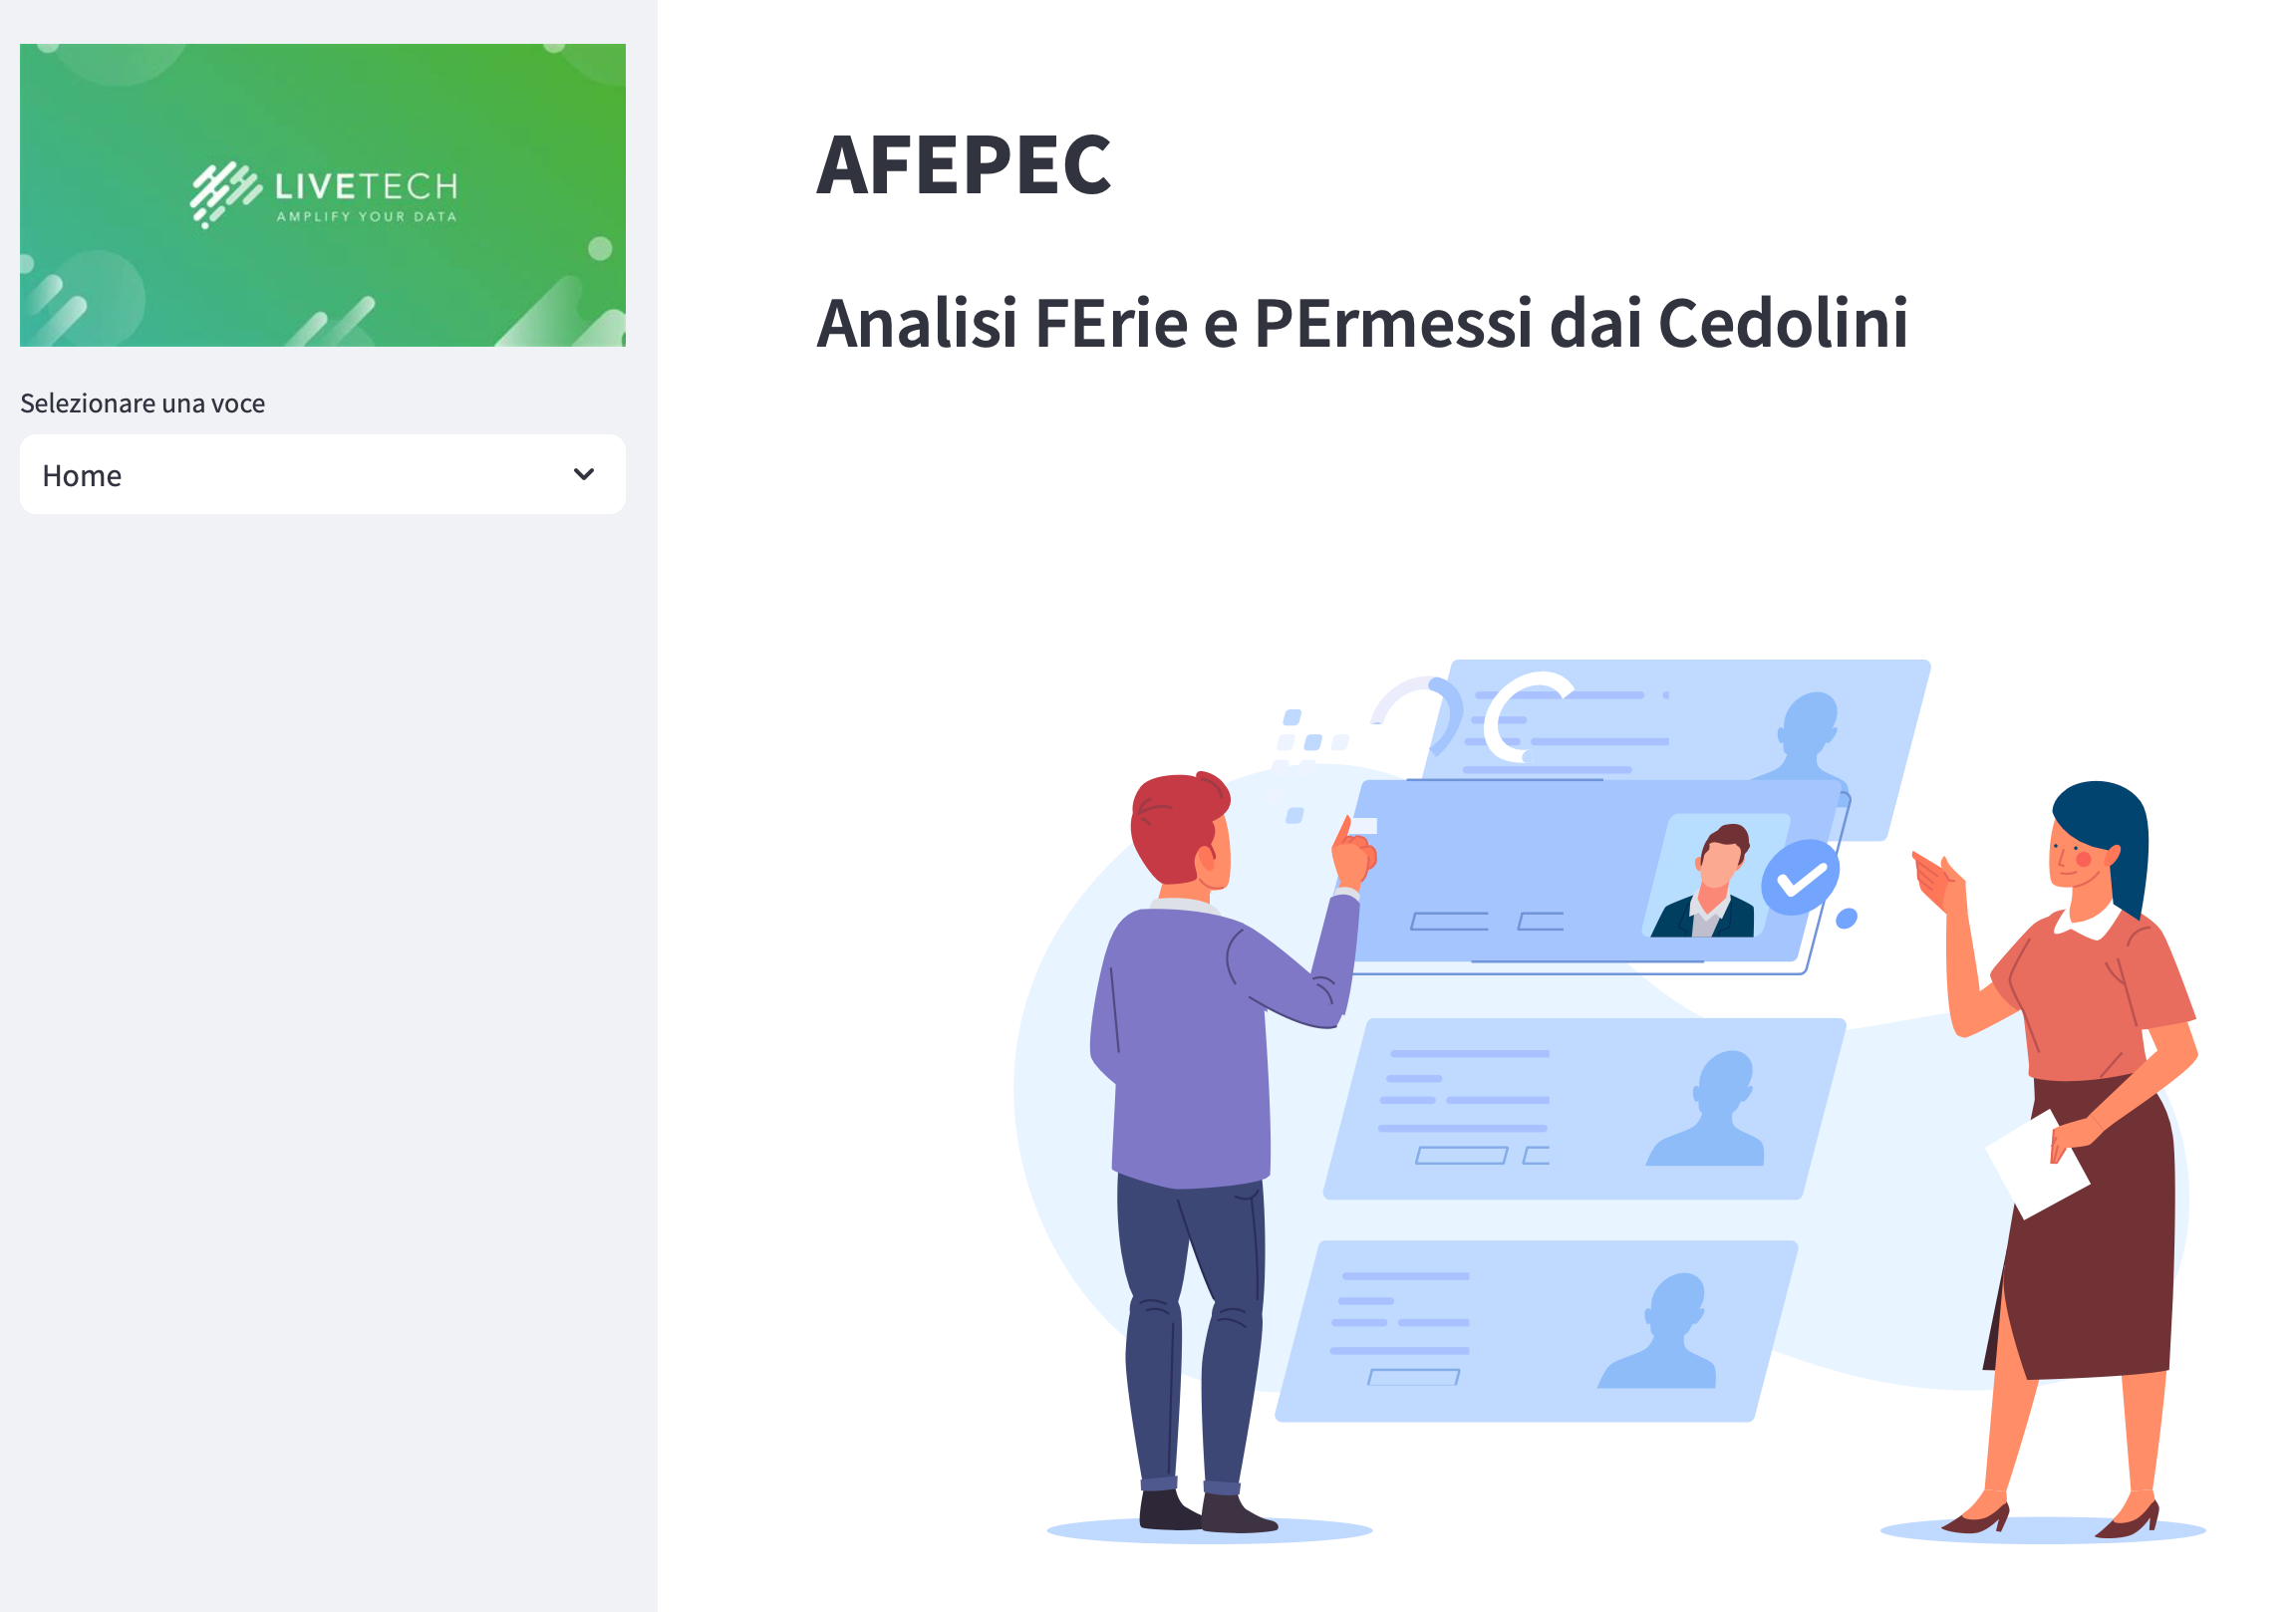 LIVETECH
AMPLIFY YOUR DATA
Selezionare una voce
Home
AFEPEC
Analisi FErie e PErmessi dai Cedolini